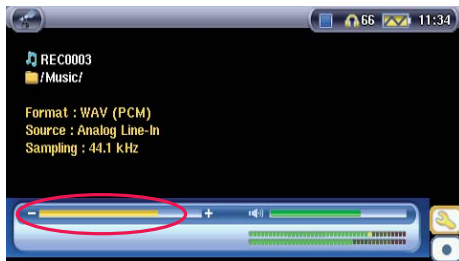 66 11:34
REC0003
/Music/
Format : WAV (PCM)
Source : Analog Line-In
Sampling : 44.1 kHz
- +